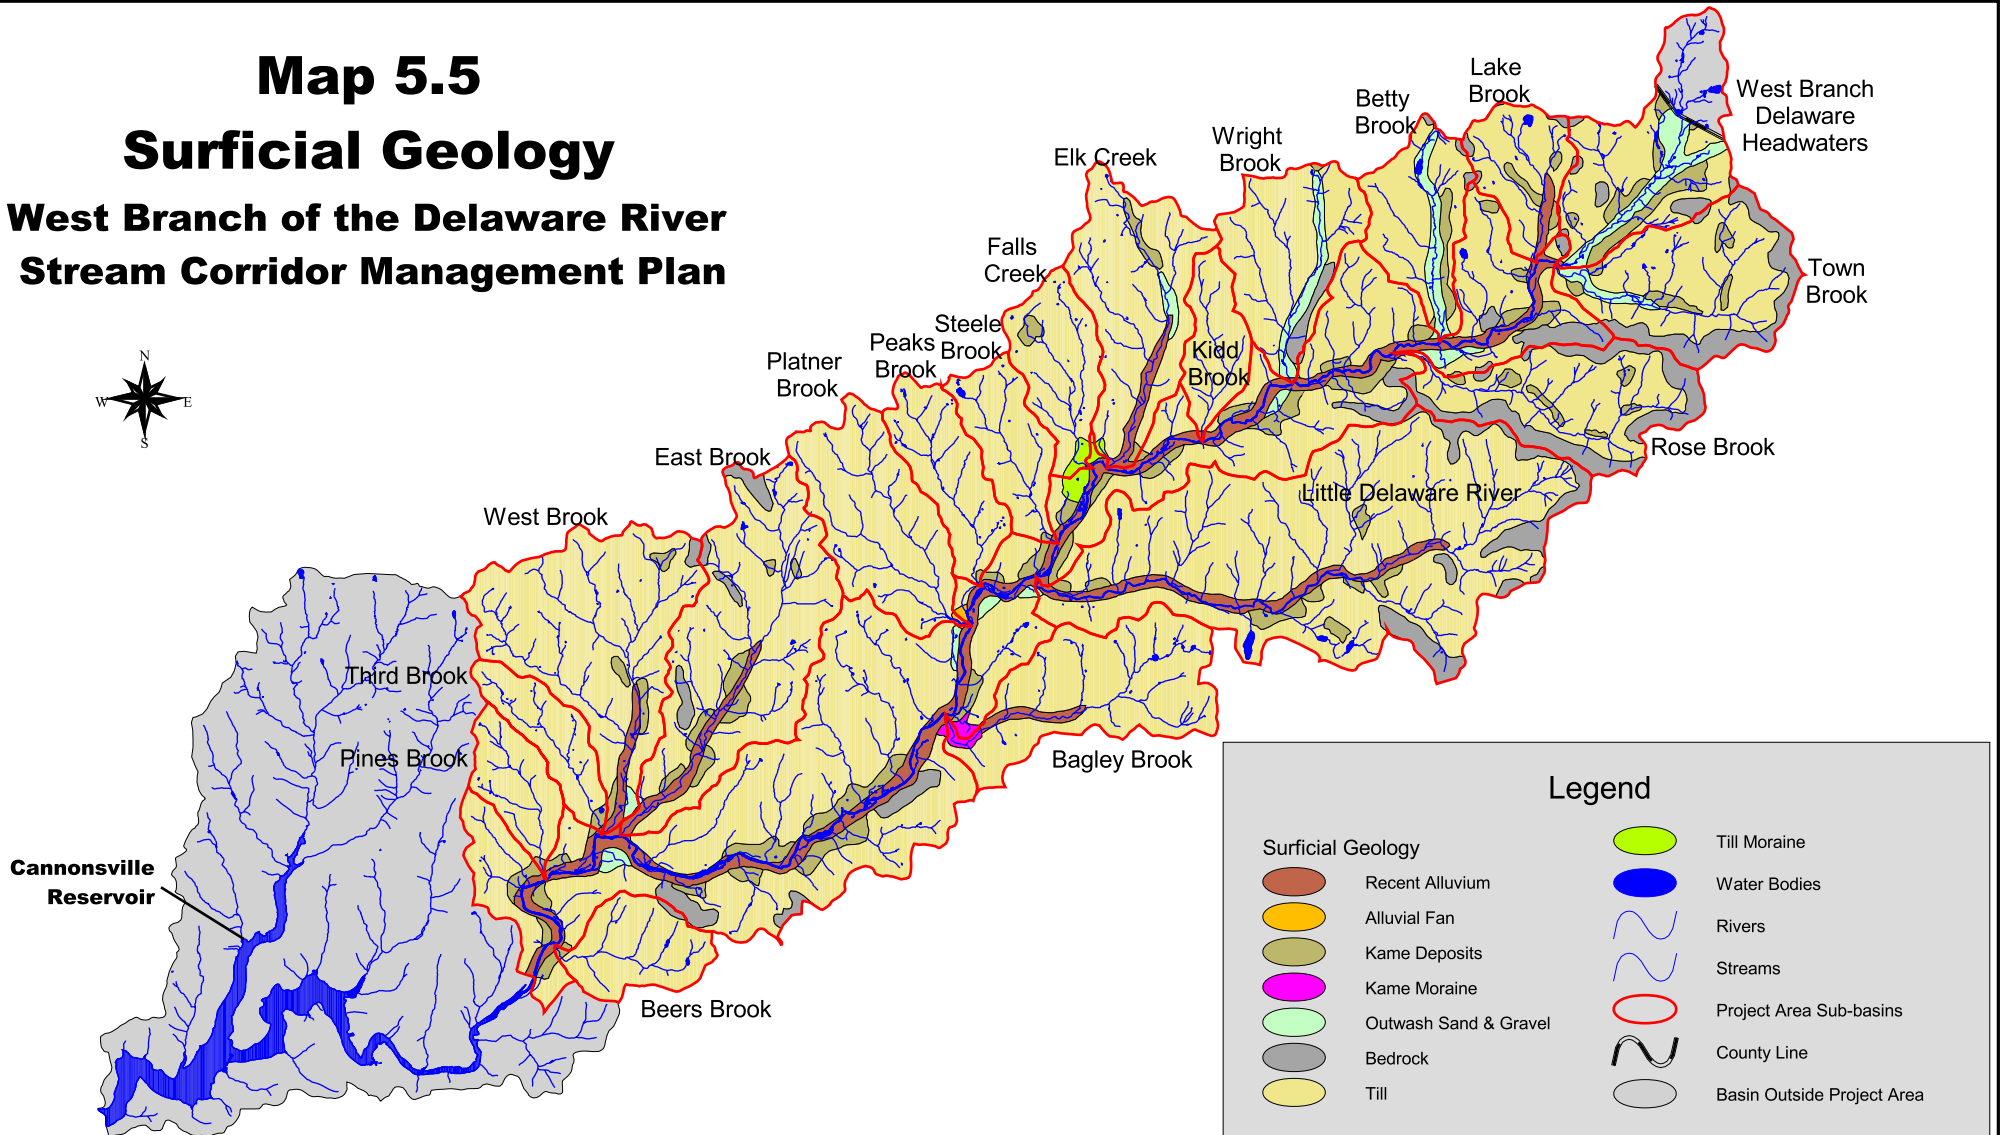 Map 5.5
Surficial Geology
West Branch of the Delaware River
Stream Corridor Management Plan
N
W
E
S
Lake
Brook
Betty
Brook
West Branch
Delaware
Headwaters
Wright
Brook
Elk Creek
Falls
Creek
Town
Brook
Steele
Brook
Peaks
Brook
Kidd
Brook
Platner
Brook
Rose Brook
East Brook
Little Delaware River
West Brook
Third Brook
Pines Brook
Bagley Brook
Cannonsville
Reservoir
Beers Brook
Legend
Surficial Geology
Recent Alluvium
Alluvial Fan
Kame Deposits
Kame Moraine
Outwash Sand & Gravel
Bedrock
Till
Till Moraine
Water Bodies
Rivers
Streams
Project Area Sub-basins
County Line
Basin Outside Project Area